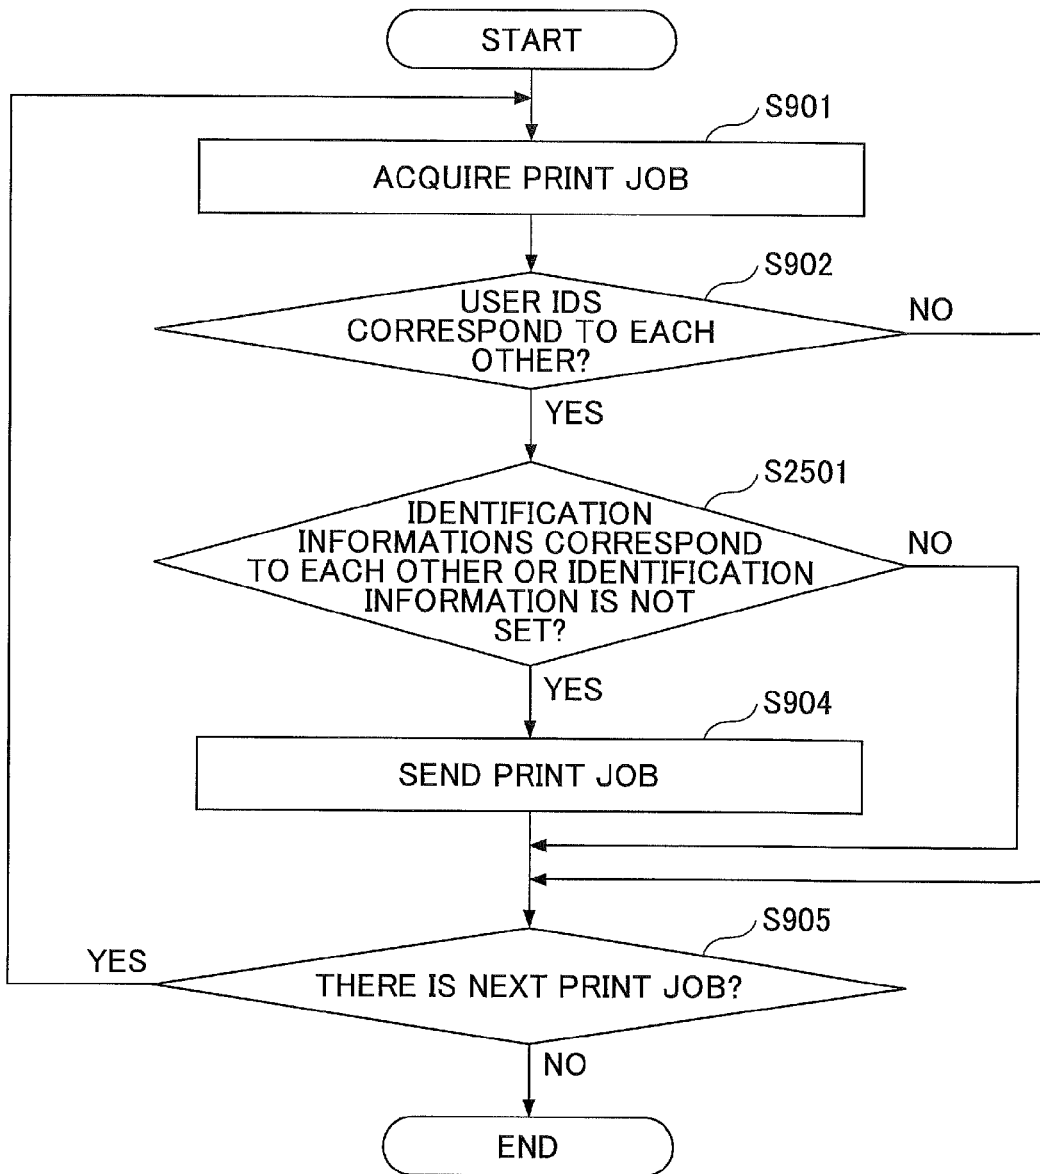 START
S901
ACQUIRE PRINT JOB
S902
USER IDS
CORRESPOND TO EACH
OTHER?
NO
YES
S2501
IDENTIFICATION
INFORMATIONS CORRESPOND
TO EACH OTHER OR IDENTIFICATION
INFORMATION IS NOT
SET?
NO
YES
S904
SEND PRINT JOB
S905
YES
THERE IS NEXT PRINT JOB?
NO
END